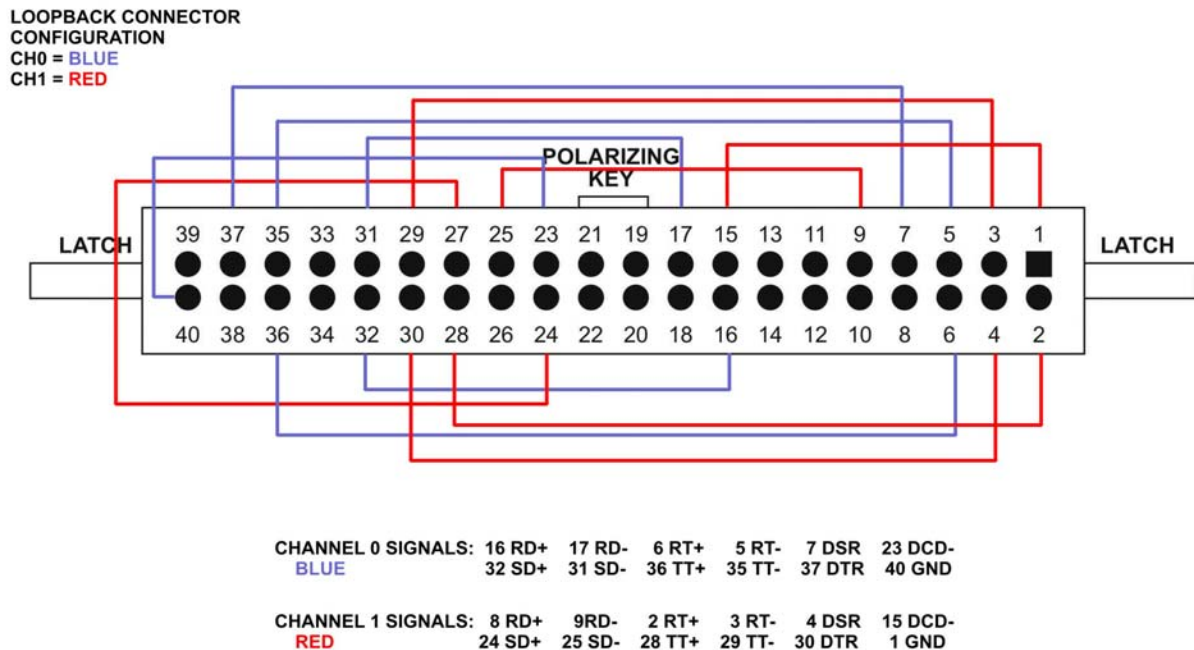 LOOPBACK CONNECTOR
CONFIGURATION
CH0 = BLUE
CH1 = RED
POLARIZING
KEY
LATCH
LATCH
39 37 35 33 31 29 27 25 23 21 19 17 15 13 11 9 7 5 3 1
40 38 36 34 32 30 28 26 24 22 20 18 16 14 12 10 8 6 4 2
CHANNEL 0 SIGNALS: 16 RD+ 17 RD- 6 RT+ 5 RT- 7 DSR 23 DCD-
BLUE 32 SD+ 31 SD- 36 TT+ 35 TT- 37 DTR 40 GND
CHANNEL 1 SIGNALS: 8 RD+ 9RD- 2 RT+ 3 RT- 4 DSR 15 DCD-
RED 24 SD+ 25 SD- 28 TT+ 29 TT- 30 DTR 1 GND